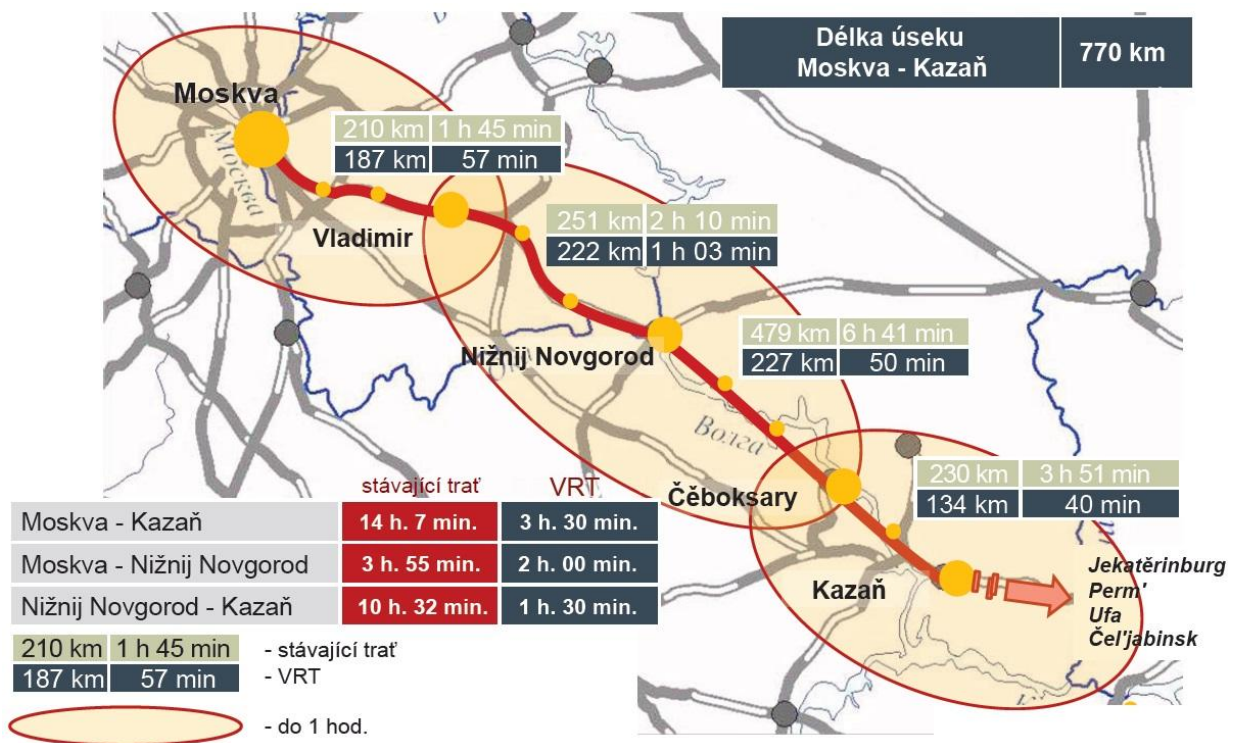 Délka úseku
Moskva - Kazaň
770 km
Moskva
Москва
210 km 1 h 45 min
187 km 57 min
Vladimir
251 km 2 h 10 min
222 km 1 h 03 min
Nižnij Novgorod
479 km 6 h 41 min
227 km 50 min
Волга
Čěboksary
230 km 3 h 51 min
134 km 40 min
Kazaň
Jekatěrinburg
Perm'
Ufa
Čel'jabinsk
stávající trať VRT
Moskva - Kazaň 14 h. 7 min. 3 h. 30 min.
Moskva - Nižnij Novgorod 3 h. 55 min. 2 h. 00 min.
Nižnij Novgorod - Kazaň 10 h. 32 min. 1 h. 30 min.
210 km 1 h 45 min - stávající trať
187 km 57 min - VRT
- do 1 hod.